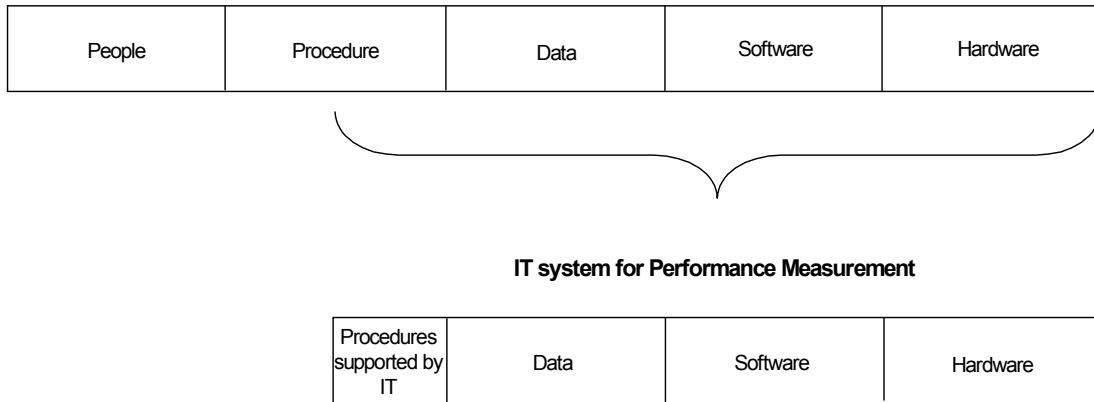 People
Procedure
Data
Software
Hardware
IT system for Performance Measurement
Procedures
supported by
IT
Data
Software
Hardware